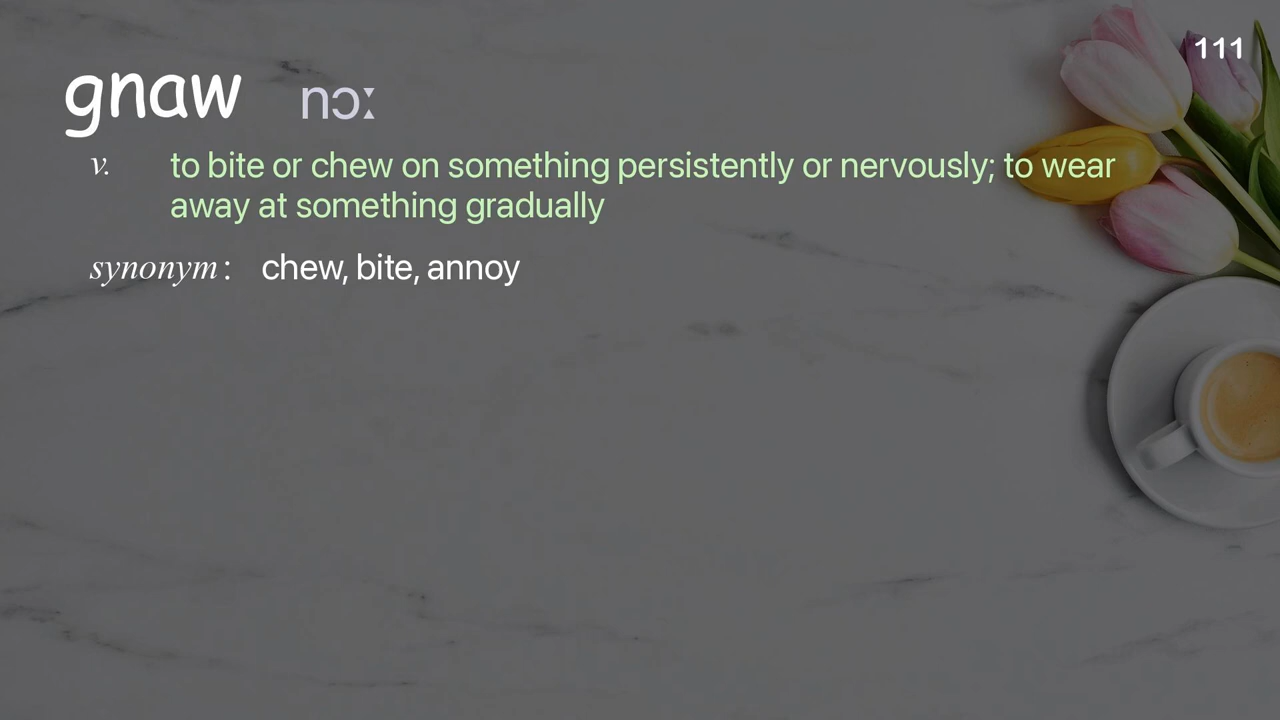 111
gnaw nɔː
v. to bite or chew on something persistently or nervously; to wear
away at something gradually
synonym: chew, bite, annoy